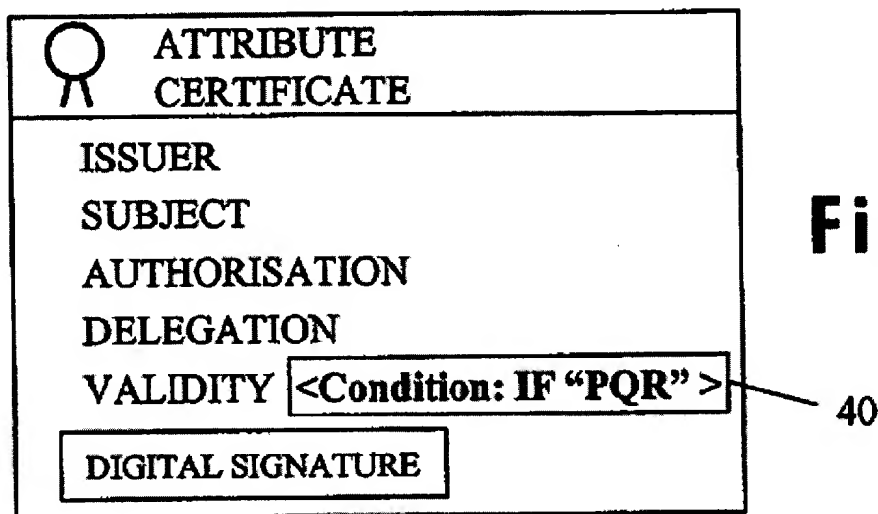 ATTRIBUTE
CERTIFICATE
ISSUER
SUBJECT
AUTHORISATION
DELEGATION
VALIDITY <Condition: IF “PQR” >
DIGITAL SIGNATURE
40
Fi